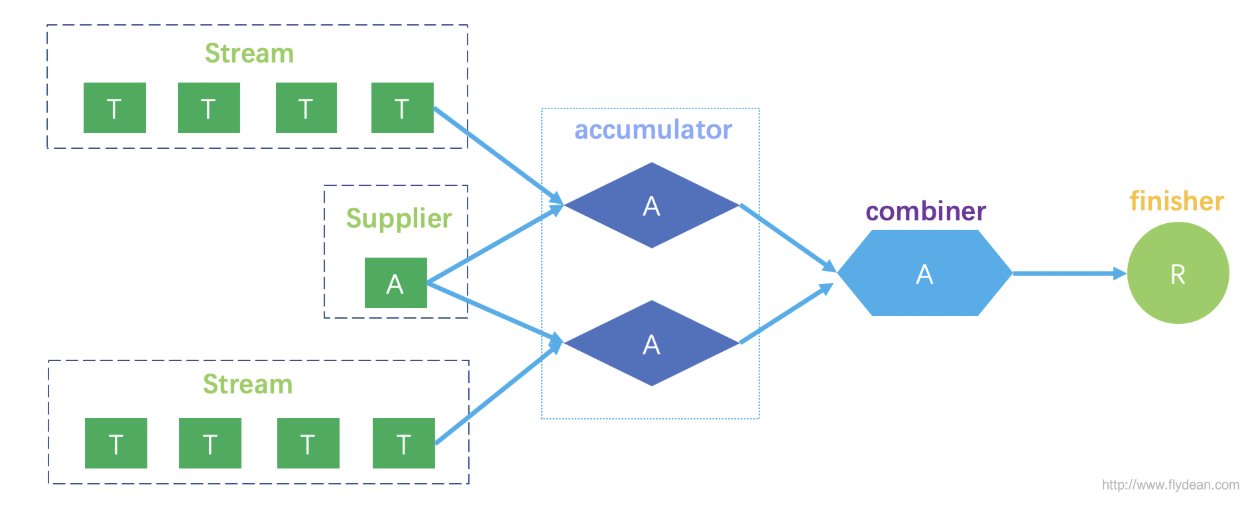 Stream
T T T T
accumulator
A
Supplier
A
combiner
A
finisher
R
A
Stream
T T T T
http://www.flydean.com